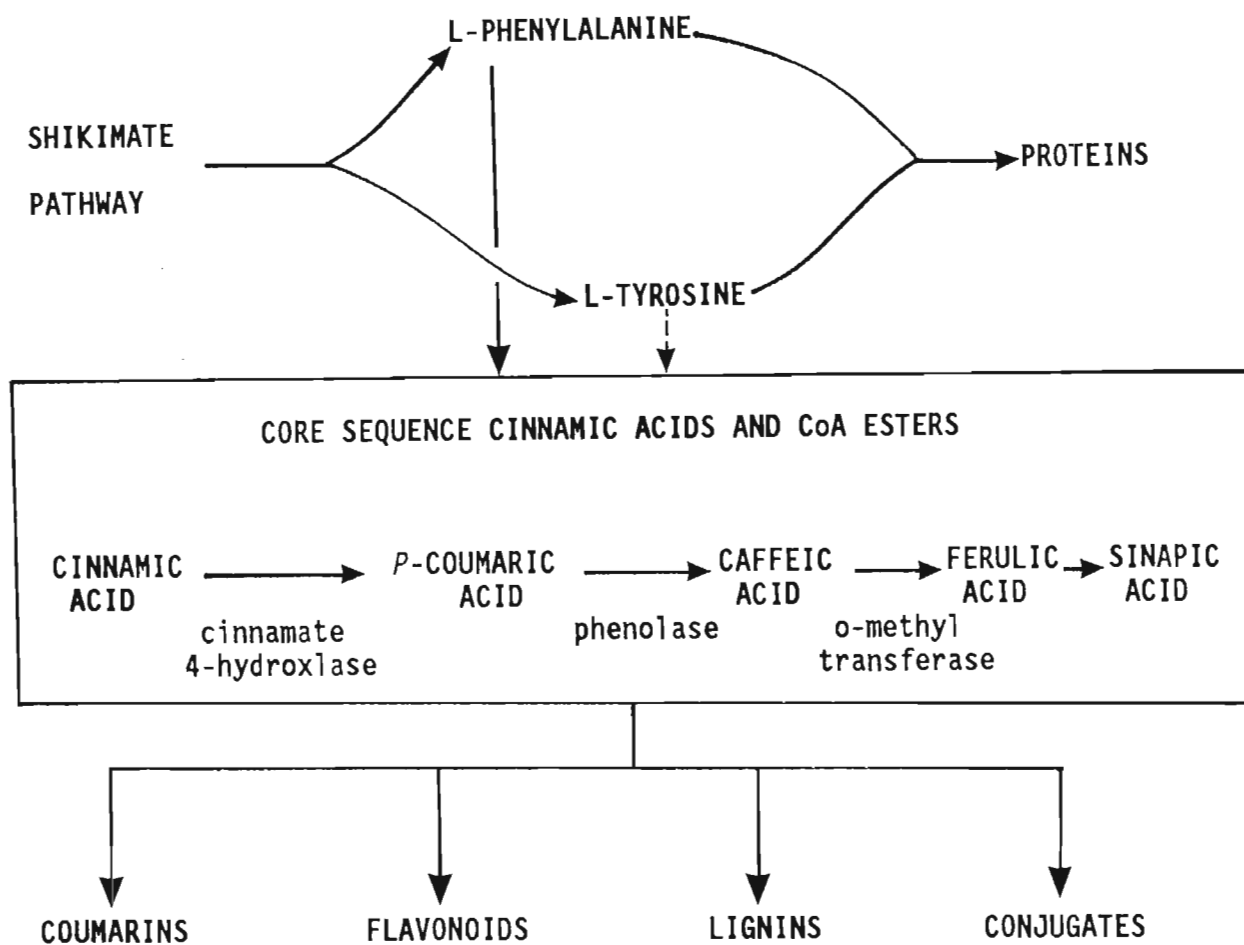 L-PHENYLALANINE
SHIKIMATE
PATHWAY
PROTEINS
L-TYROSINE
CORE SEQUENCE CINNAMIC ACIDS AND CoA ESTERS
CINNAMIC
ACID
P-COUMARIC
ACID
CAFFEIC
ACID
FERULIC
ACID
SINAPIC
ACID
cinnamate
4-hydroxlase
phenolase
o-methyl
transferase
COUMARINS
FLAVONOIDS
LIGNINS
CONJUGATES